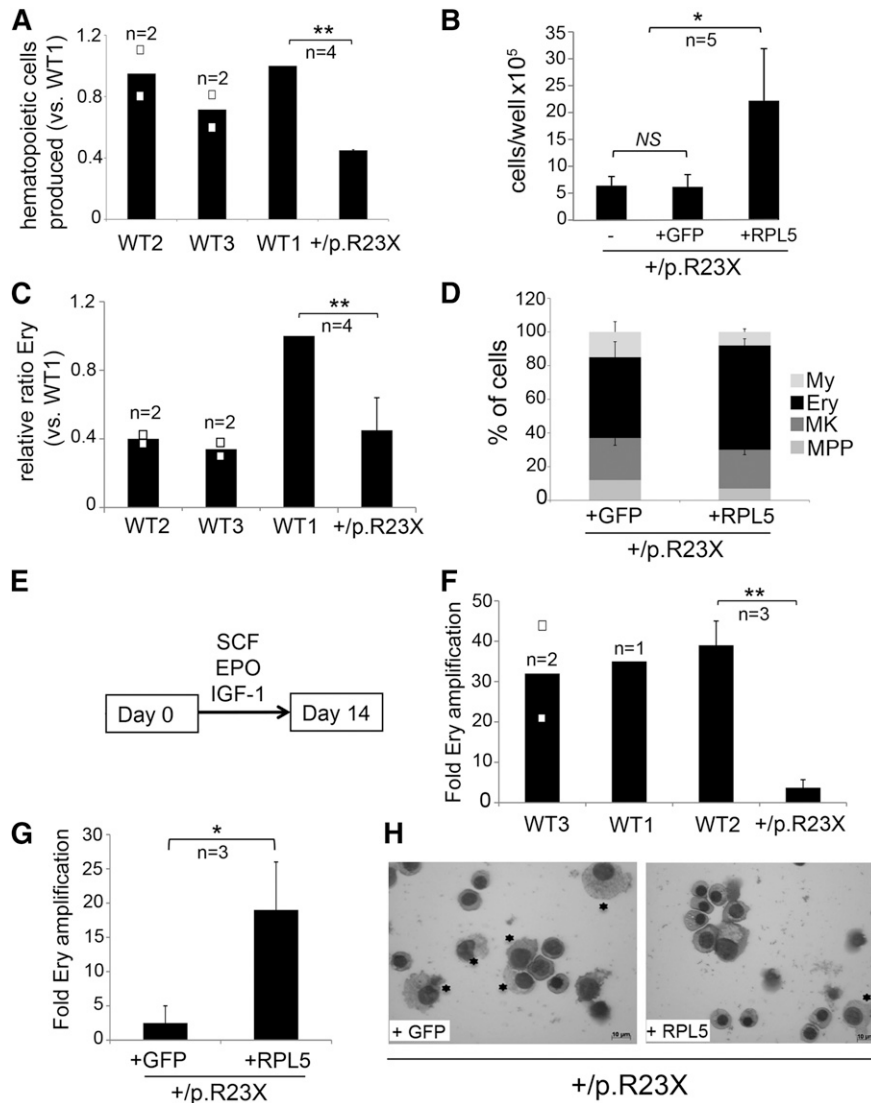 A
hematopoietic cells
produced (vs. WT1)
1.2
0.8
0.4
0
n=2
n=2
**
n=4
WT2 WT3 WT1 +/p.R23X
B
cells/well x10⁵
35
30
25
20
15
10
5
0
*
n=5
NS
- +GFP +RPL5
+/p.R23X
C
relative ratio Ery
(vs. WT1)
1.2
0.8
0.4
0
n=2
n=2
**
n=4
WT2 WT3 WT1 +/p.R23X
D
% of cells
120
100
80
60
40
20
0
My
Ery
MK
MPP
+GFP +RPL5
+/p.R23X
E
SCF
EPO
IGF-1
Day 0
Day 14
F
Fold Ery amplification
50
40
30
20
10
0
n=2
n=1
**
n=3
WT3 WT1 WT2 +/p.R23X
G
Fold Ery amplification
30
25
20
15
10
5
0
*
n=3
+GFP +RPL5
+/p.R23X
H
+ GFP
10 µm
+ RPL5
10 µm
+/p.R23X